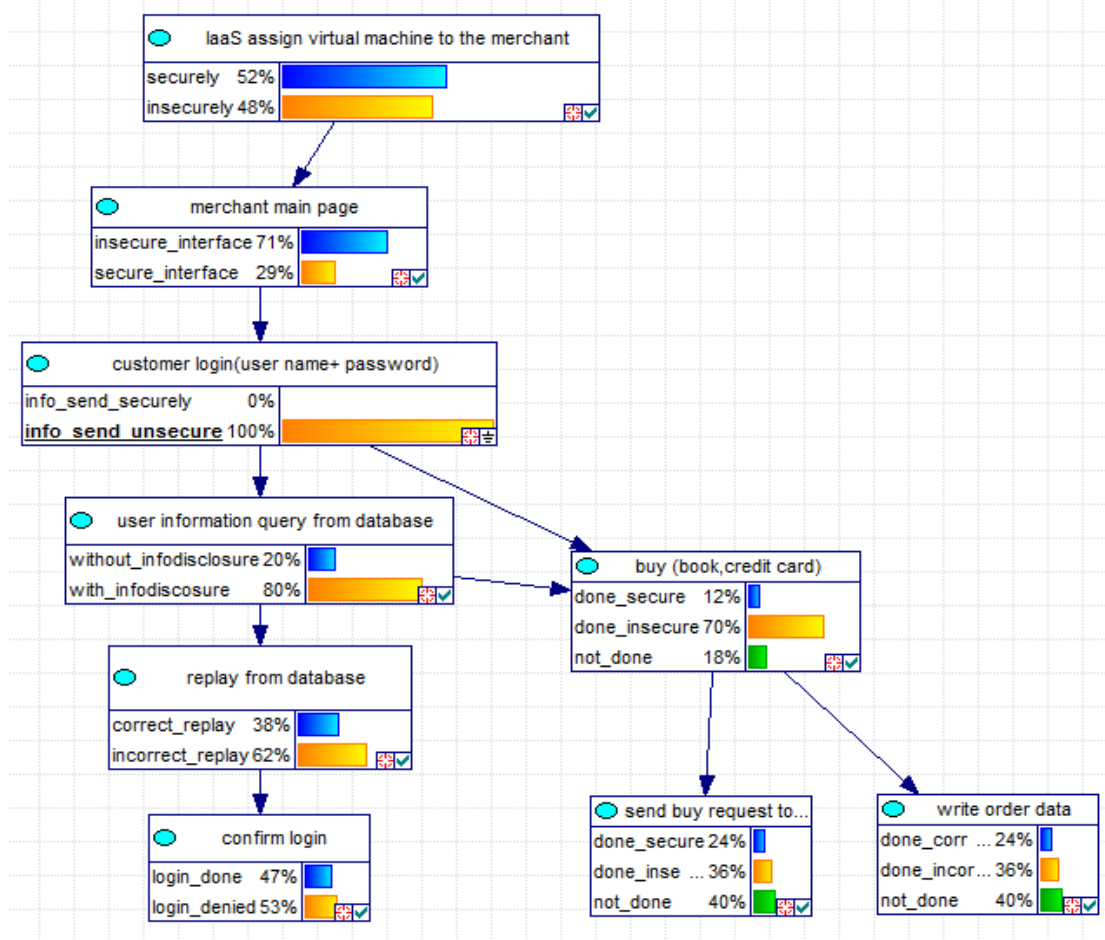 IaaS assign virtual machine to the merchant
securely 52%
insecurely 48%
merchant main page
insecure_interface 71%
secure_interface 29%
customer login(user name+ password)
info_send_securely 0%
info_send_unsecure 100%
user information query from database
without_infodisclosure 20%
with_infodiscosure 80%
buy (book,credit card)
done_secure 12%
done_insecure 70%
not_done 18%
replay from database
correct_replay 38%
incorrect_replay 62%
confirm login
login_done 47%
login_denied 53%
send buy request to...
done_secure 24%
done_inse ... 36%
not_done 40%
write order data
done_corr ... 24%
done_incor... 36%
not_done 40%